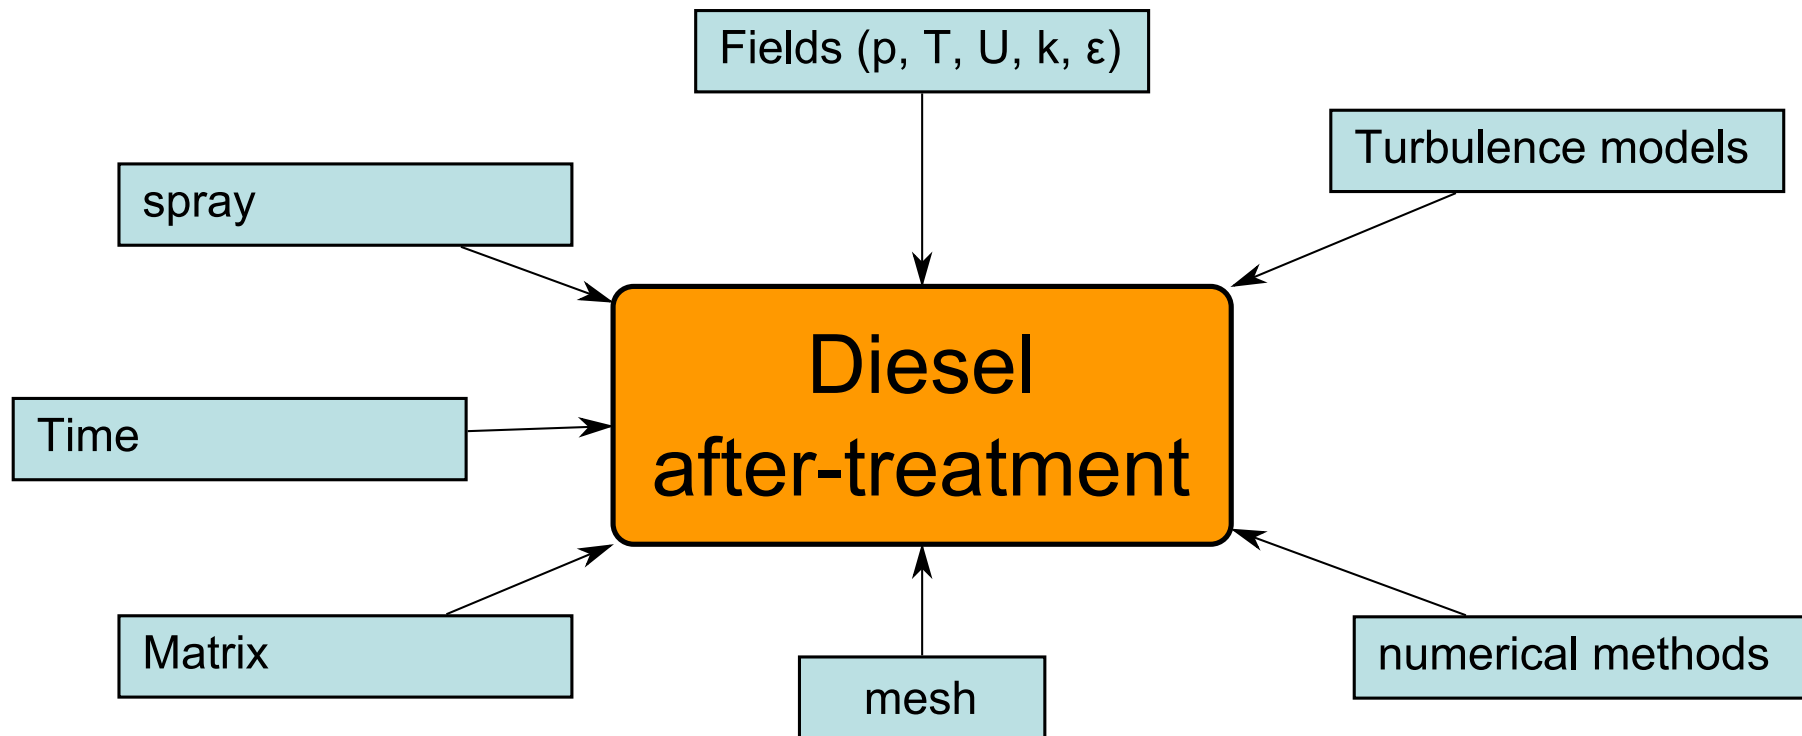 Fields (p, T, U, k, ε)
Turbulence models
spray
Diesel
after-treatment
Time
Matrix
mesh
numerical methods